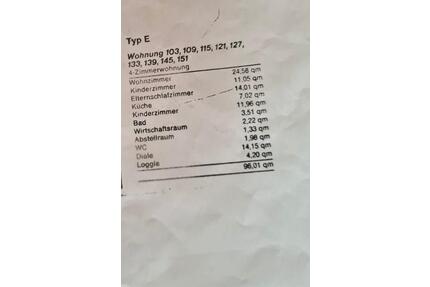 Typ E
Wohnung 103, 109, 115, 121, 127,
133, 139, 145, 151
4-Zimmerwohnung
Wohnzimmer 24,58 qm
Kinderzimmer 11,05 qm
Elternschlafzimmer 14,01 qm
Küche 7,02 qm
Kinderzimmer 11,96 qm
Bad 3,51 qm
Wirtschaftsraum 2,22 qm
Abstellraum 1,33 qm
WC 1,98 qm
Diele 14,15 qm
Loggia 4,20 qm
96,01 qm